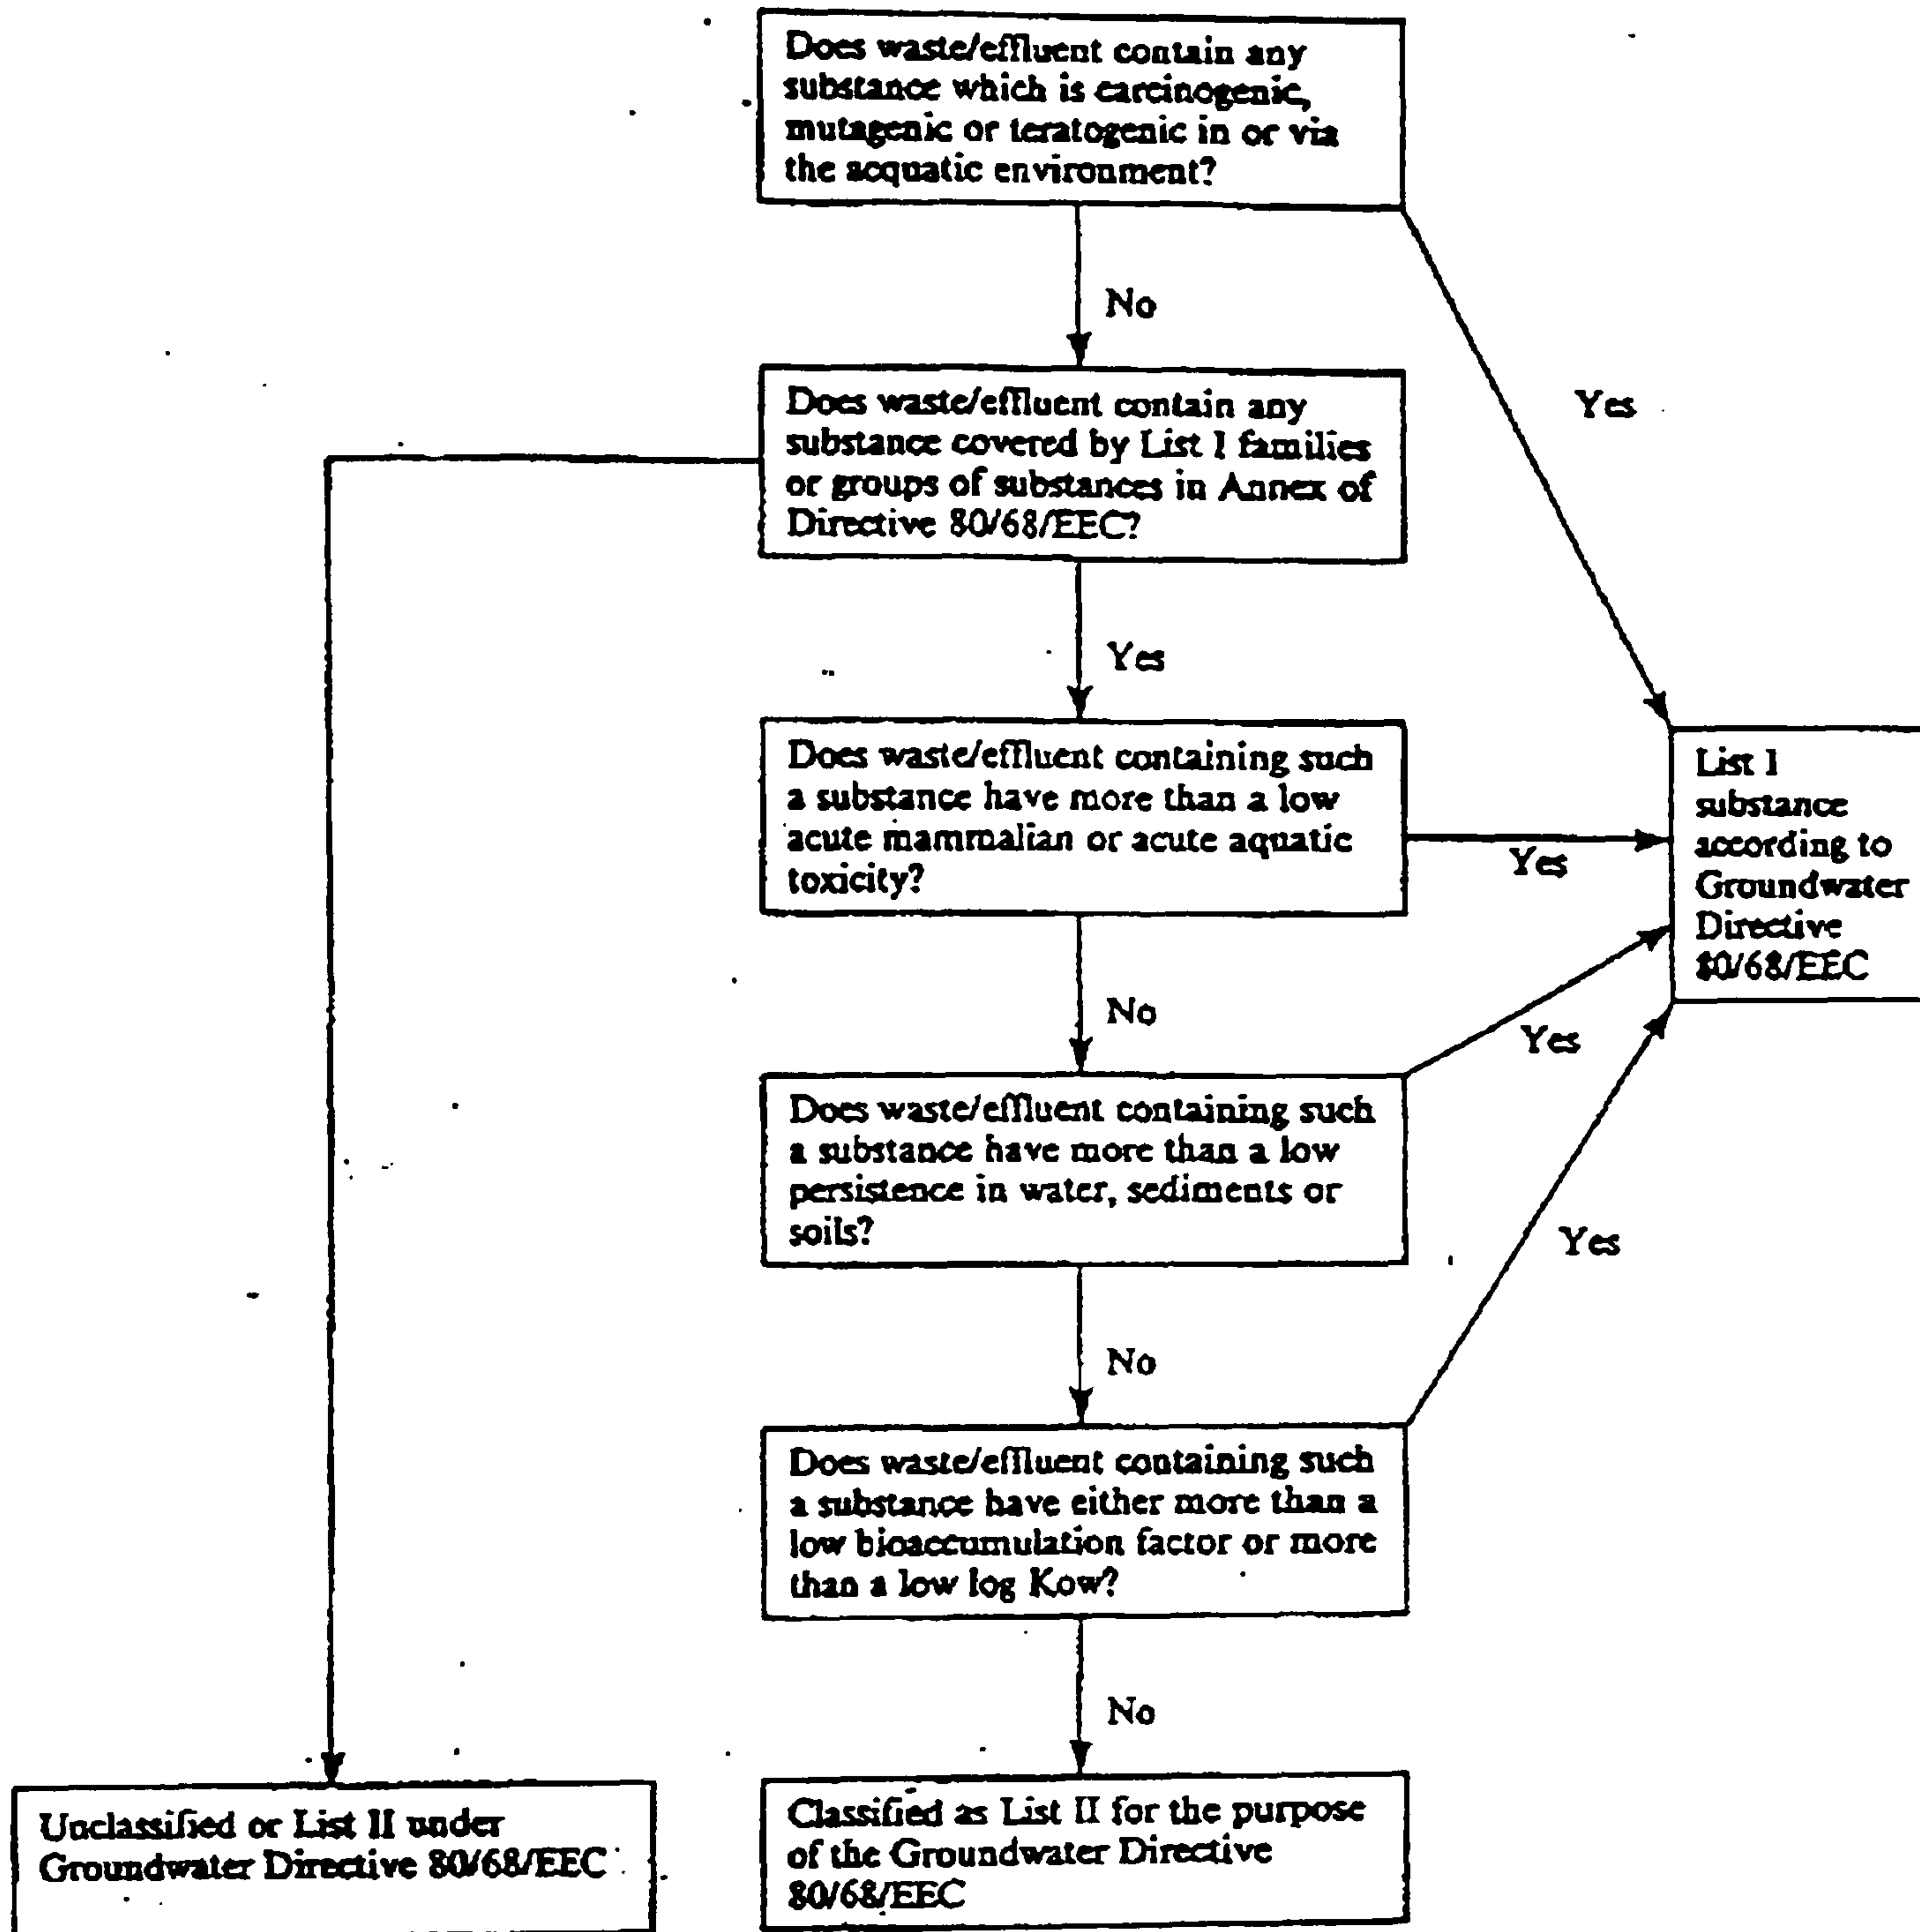 Does waste/effluent contain any
substance which is carcinogenic,
mutagenic or teratogenic in or via
the acquatic environment?
No
Yes
Does waste/effluent contain any
substance covered by List I families
or groups of substances in Annex of
Directive 80/68/EEC?
Yes
Does waste/effluent containing such
a substance have more than a low
acute mammalian or acute aquatic
toxicity?
Yes
List I
substance
according to
Groundwater
Directive
80/68/EEC
No
Yes
Does waste/effluent containing such
a substance have more than a low
persistence in water, sediments or
soils?
Yes
No
Does waste/effluent containing such
a substance have either more than a
low bioaccumulation factor or more
than a low log Kow?
No
Unclassified or List II under
Groundwater Directive 80/68/EEC
Classified as List II for the purpose
of the Groundwater Directive
80/68/EEC